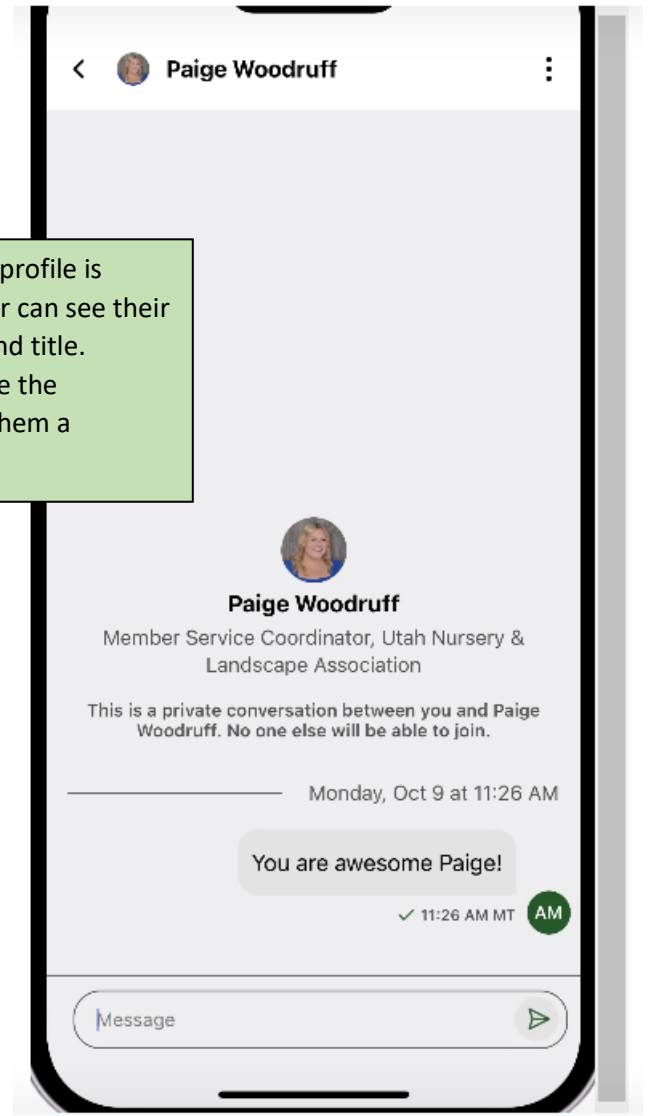 Paige Woodruff
profile is
r can see their
nd title.
e the
hem a
Paige Woodruff
Member Service Coordinator, Utah Nursery &
Landscape Association
This is a private conversation between you and Paige
Woodruff. No one else will be able to join.
Monday, Oct 9 at 11:26 AM
You are awesome Paige!
✓ 11:26 AM MT AM
Message